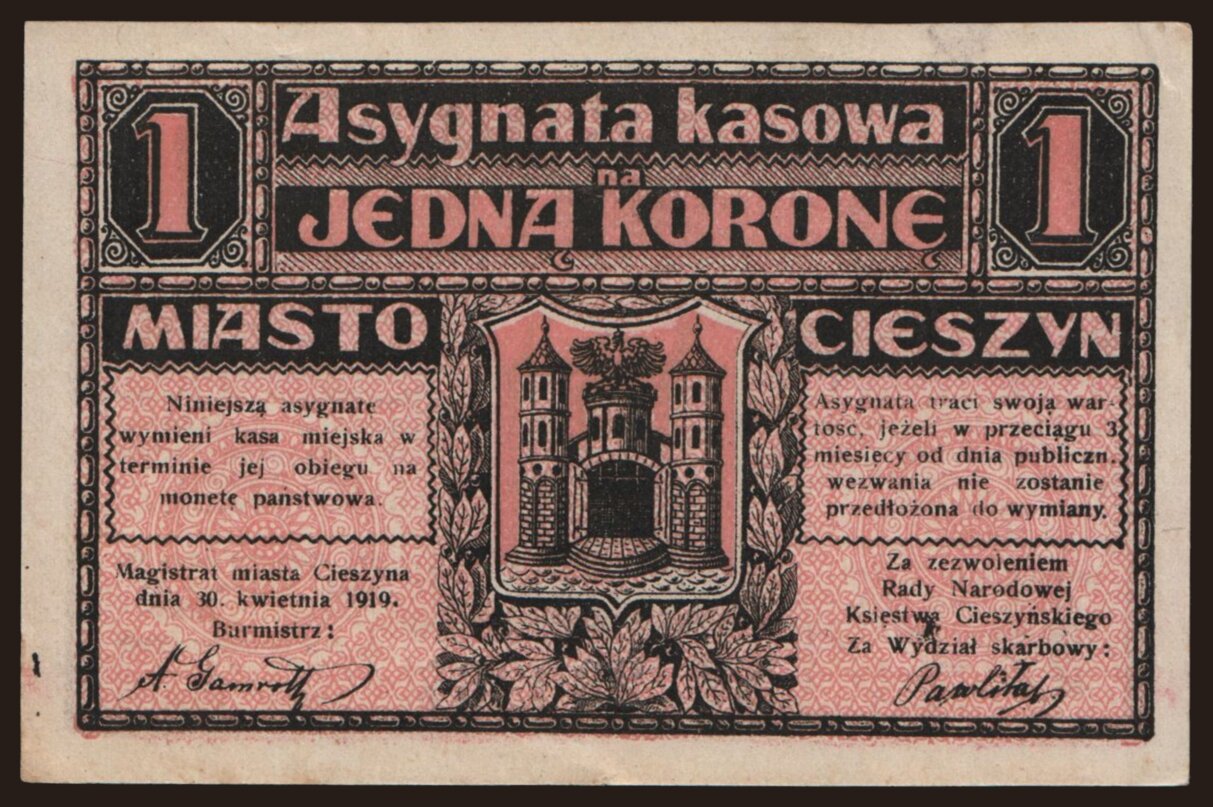 1
Asygnata kasowa
1
na
JEDNĄ KORONĘ
MIASTO
CIESZYN
Niniejszą asygnatę
wymieni kasa miejska w
terminie jej obiegu na
monetę państwową.
Asygnata traci swoją war-
tość, jeżeli w przeciągu 3
miesięcy od dnia publiczn.
wezwania nie zostanie
przedłożona do wymiany.
Magistrat miasta Cieszyna
dnia 30. kwietnia 1919.
Burmistrz:
A. Gamroth
Za zezwoleniem
Rady Narodowej
Księstwa Cieszyńskiego
Za Wydział skarbowy: